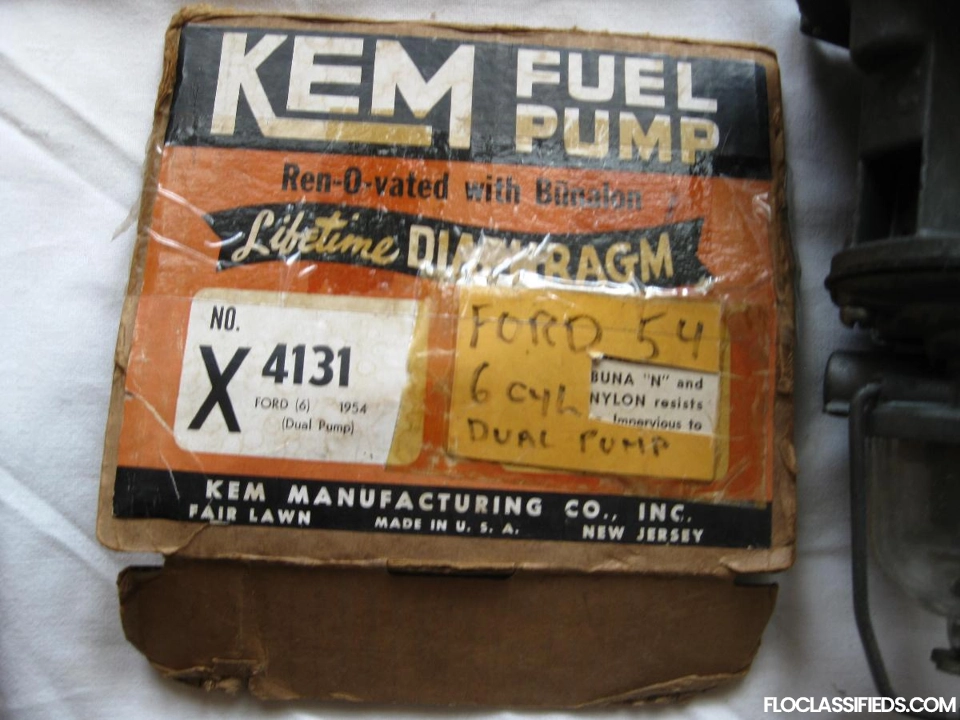 KEM FUEL
PUMP
Ren-O-vated with Bunalon
Lifetime DIAPHRAGM
NO.
X 4131
FORD (6) 1954
(Dual Pump)
FORD 54
6 CYL
DUAL PUMP
BUNA "N" and
NYLON resists
Impervious to
KEM MANUFACTURING CO., INC.
FAIR LAWN MADE IN U. S. A. NEW JERSEY
FLOCLASSIFIEDS.COM